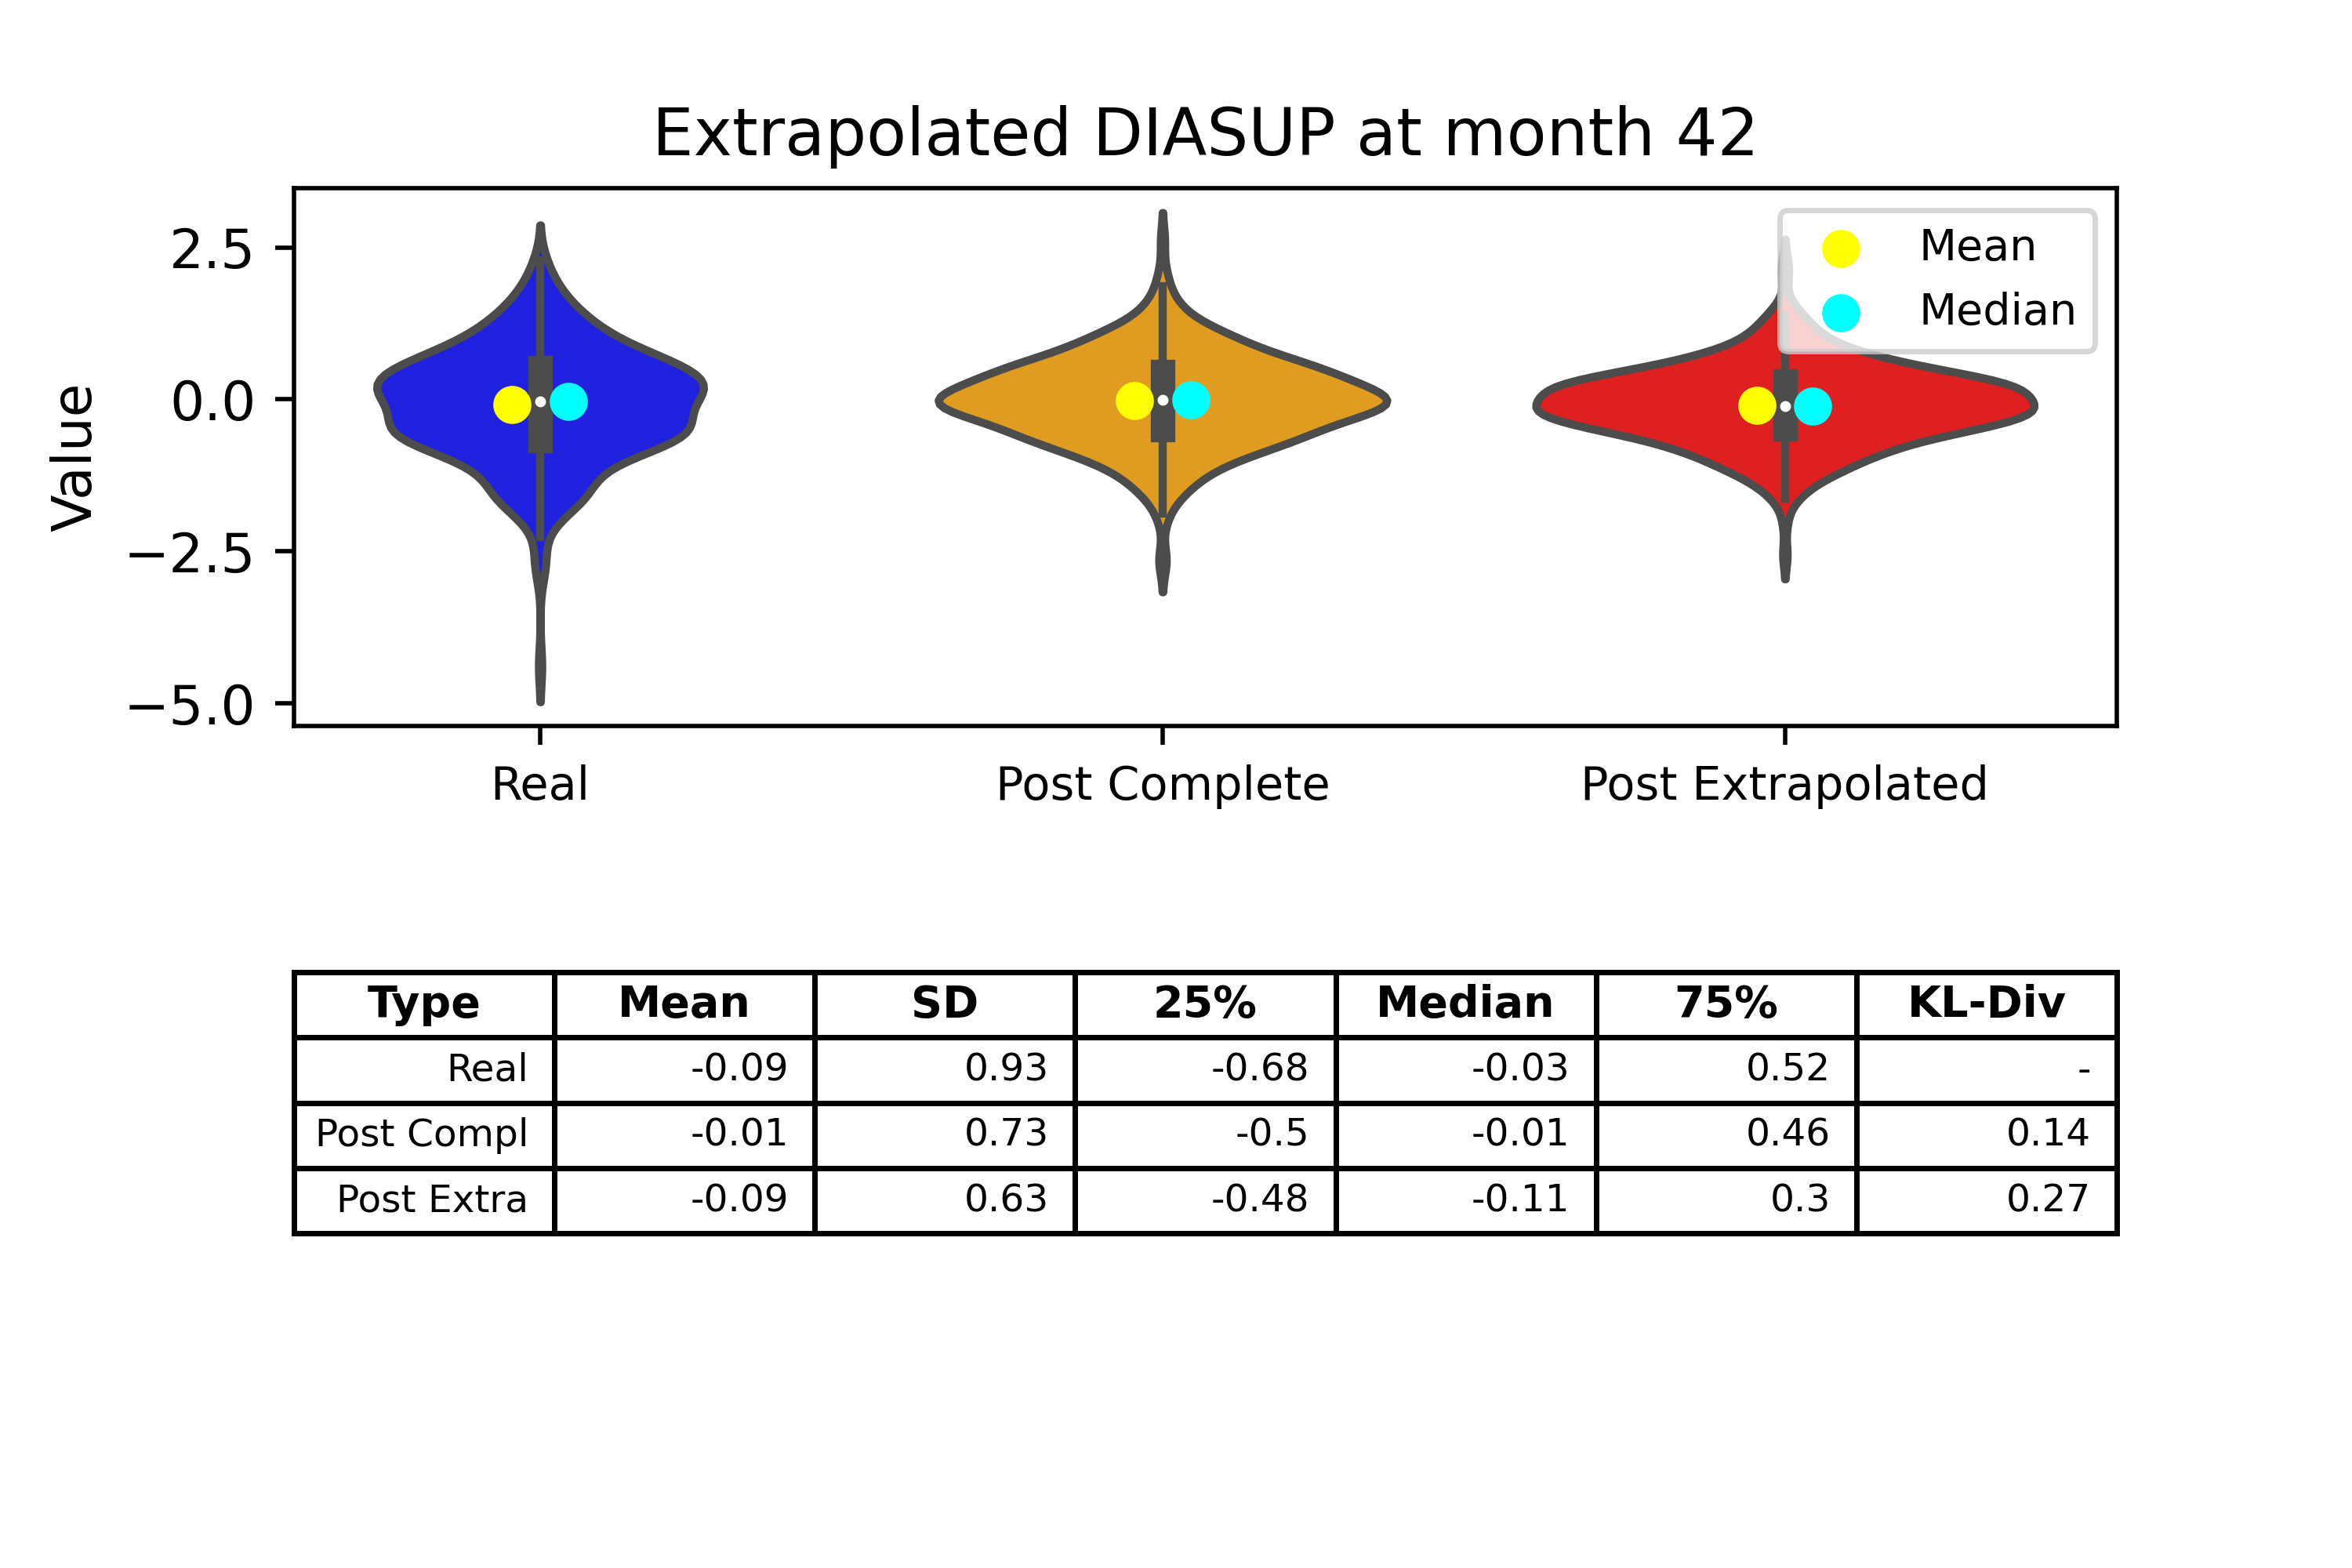 Extrapolated DIASUP at month 42
Value
2.5
0.0
−2.5
−5.0
Mean
Median
Real Post Complete Post Extrapolated
Type Mean SD 25% Median 75% KL-Div
Real -0.09 0.93 -0.68 -0.03 0.52 -
Post Compl -0.01 0.73 -0.5 -0.01 0.46 0.14
Post Extra -0.09 0.63 -0.48 -0.11 0.3 0.27